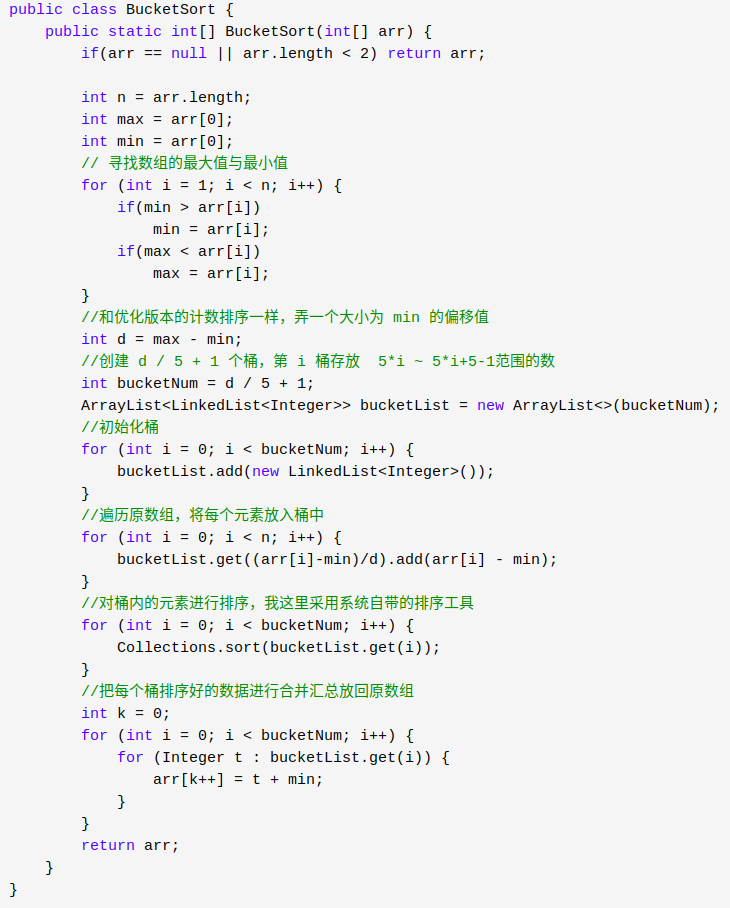 public class BucketSort {
    public static int[] BucketSort(int[] arr) {
        if(arr == null || arr.length < 2) return arr;

        int n = arr.length;
        int max = arr[0];
        int min = arr[0];
        // 寻找数组的最大值与最小值
        for (int i = 1; i < n; i++) {
            if(min > arr[i])
                min = arr[i];
            if(max < arr[i])
                max = arr[i];
        }
        //和优化版本的计数排序一样，弄一个大小为 min 的偏移值
        int d = max - min;
        //创建 d / 5 + 1 个桶，第 i 桶存放  5*i ~ 5*i+5-1范围的数
        int bucketNum = d / 5 + 1;
        ArrayList<LinkedList<Integer>> bucketList = new ArrayList<>(bucketNum);
        //初始化桶
        for (int i = 0; i < bucketNum; i++) {
            bucketList.add(new LinkedList<Integer>());
        }
        //遍历原数组，将每个元素放入桶中
        for (int i = 0; i < n; i++) {
            bucketList.get((arr[i]-min)/d).add(arr[i] - min);
        }
        //对桶内的元素进行排序，我这里采用系统自带的排序工具
        for (int i = 0; i < bucketNum; i++) {
            Collections.sort(bucketList.get(i));
        }
        //把每个桶排序好的数据进行合并汇总放回原数组
        int k = 0;
        for (int i = 0; i < bucketNum; i++) {
            for (Integer t : bucketList.get(i)) {
                arr[k++] = t + min;
            }
        }
        return arr;
    }
}